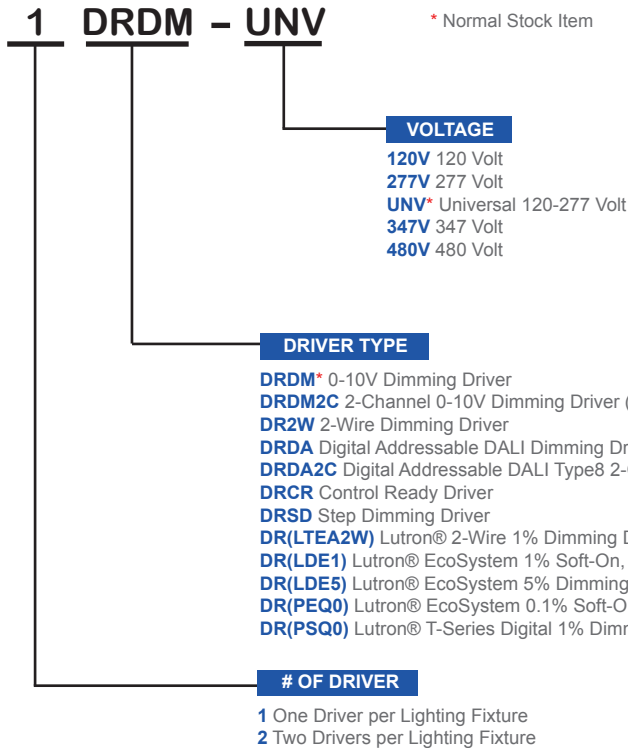 1 DRDM – UNV
* Normal Stock Item
VOLTAGE
120V 120 Volt
277V 277 Volt
UNV* Universal 120-277 Volt
347V 347 Volt
480V 480 Volt
DRIVER TYPE
DRDM* 0-10V Dimming Driver
DRDM2C 2-Channel 0-10V Dimming Driver (
DR2W 2-Wire Dimming Driver
DRDA Digital Addressable DALI Dimming
DRDA2C Digital Addressable DALI Type8
DRCR Control Ready Driver
DRSD Step Dimming Driver
DR(LTEA2W) Lutron® 2-Wire 1% Dimming
DR(LDE1) Lutron® EcoSystem 1% Soft-On,
DR(LDE5) Lutron® EcoSystem 5% Dimming
DR(PEQ0) Lutron® EcoSystem 0.1%
DR(PSQ0) Lutron® T-Series Digital 1%
# OF DRIVER
1 One Driver per Lighting Fixture
2 Two Drivers per Lighting Fixture